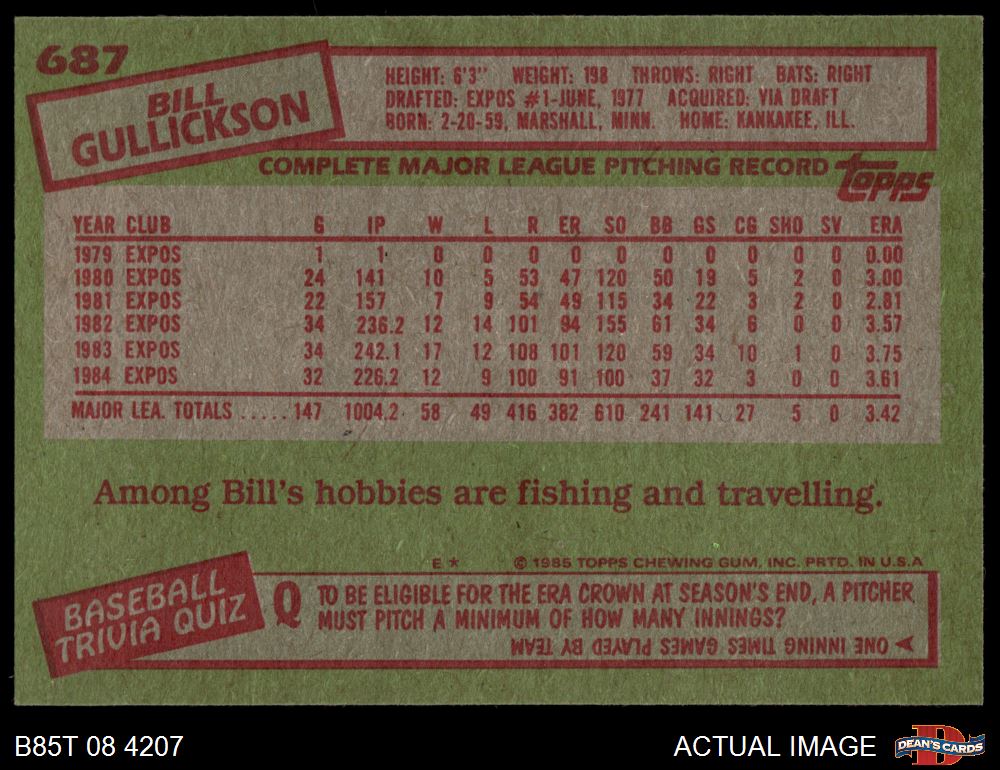 687
BILL
GULLICKSON
HEIGHT: 6'3" WEIGHT: 198 THROWS: RIGHT BATS: RIGHT
DRAFTED: EXPOS #1-JUNE, 1977 ACQUIRED: VIA DRAFT
BORN: 2-20-59, MARSHALL, MINN. HOME: KANKAKEE, ILL.
COMPLETE MAJOR LEAGUE PITCHING RECORD topps
YEAR CLUB G IP W L R ER SO BB GS CG SHO SV ERA
1979 EXPOS 1 1 0 0 0 0 0 0 0 0 0 0 0.00
1980 EXPOS 24 141 10 5 53 47 120 50 19 5 2 0 3.00
1981 EXPOS 22 157 7 9 54 49 115 34 22 3 2 0 2.81
1982 EXPOS 34 236.2 12 14 101 94 155 61 34 6 0 0 3.57
1983 EXPOS 34 242.1 17 12 108 101 120 59 34 10 1 0 3.75
1984 EXPOS 32 226.2 12 9 100 91 100 37 32 3 0 0 3.61
MAJOR LEA. TOTALS ..... 147 1004.2 58 49 416 382 610 241 141 27 5 0 3.42
Among Bill's hobbies are fishing and travelling.
E * © 1985 TOPPS CHEWING GUM, INC. PRTD. IN U.S.A
BASEBALL
TRIVIA QUIZ
Q TO BE ELIGIBLE FOR THE ERA CROWN AT SEASON'S END, A PITCHER
MUST PITCH A MINIMUM OF HOW MANY INNINGS?
ONE INNING TIMES GAMES PLAYED BY TEAM
B85T 08 4207
ACTUAL IMAGE
D
DEAN'S CARDS